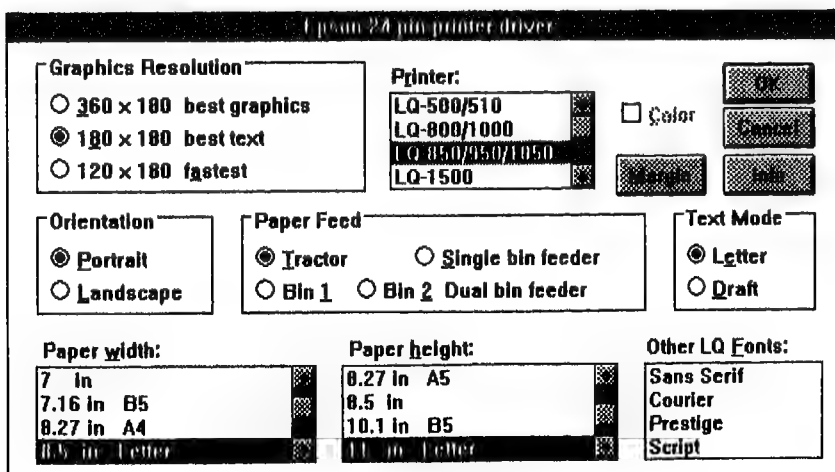 Epson 24 pin printer driver
Graphics Resolution
360 x 180 best graphics
180 x 180 best text
120 x 180 fastest
Printer:
LQ-500/510
LQ-800/1000
LQ 850/950/1050
LQ-1500
Color
OK
Cancel
Margin
Info
Orientation
Portrait
Landscape
Paper Feed
Tractor
Single bin feeder
Bin 1
Bin 2 Dual bin feeder
Text Mode
Letter
Draft
Paper width:
7 in
7.16 in B5
8.27 in A4
8.5 in Letter
Paper height:
8.27 in A5
8.5 in
10.1 in B5
11 in Letter
Other LQ Fonts:
Sans Serif
Courier
Prestige
Script